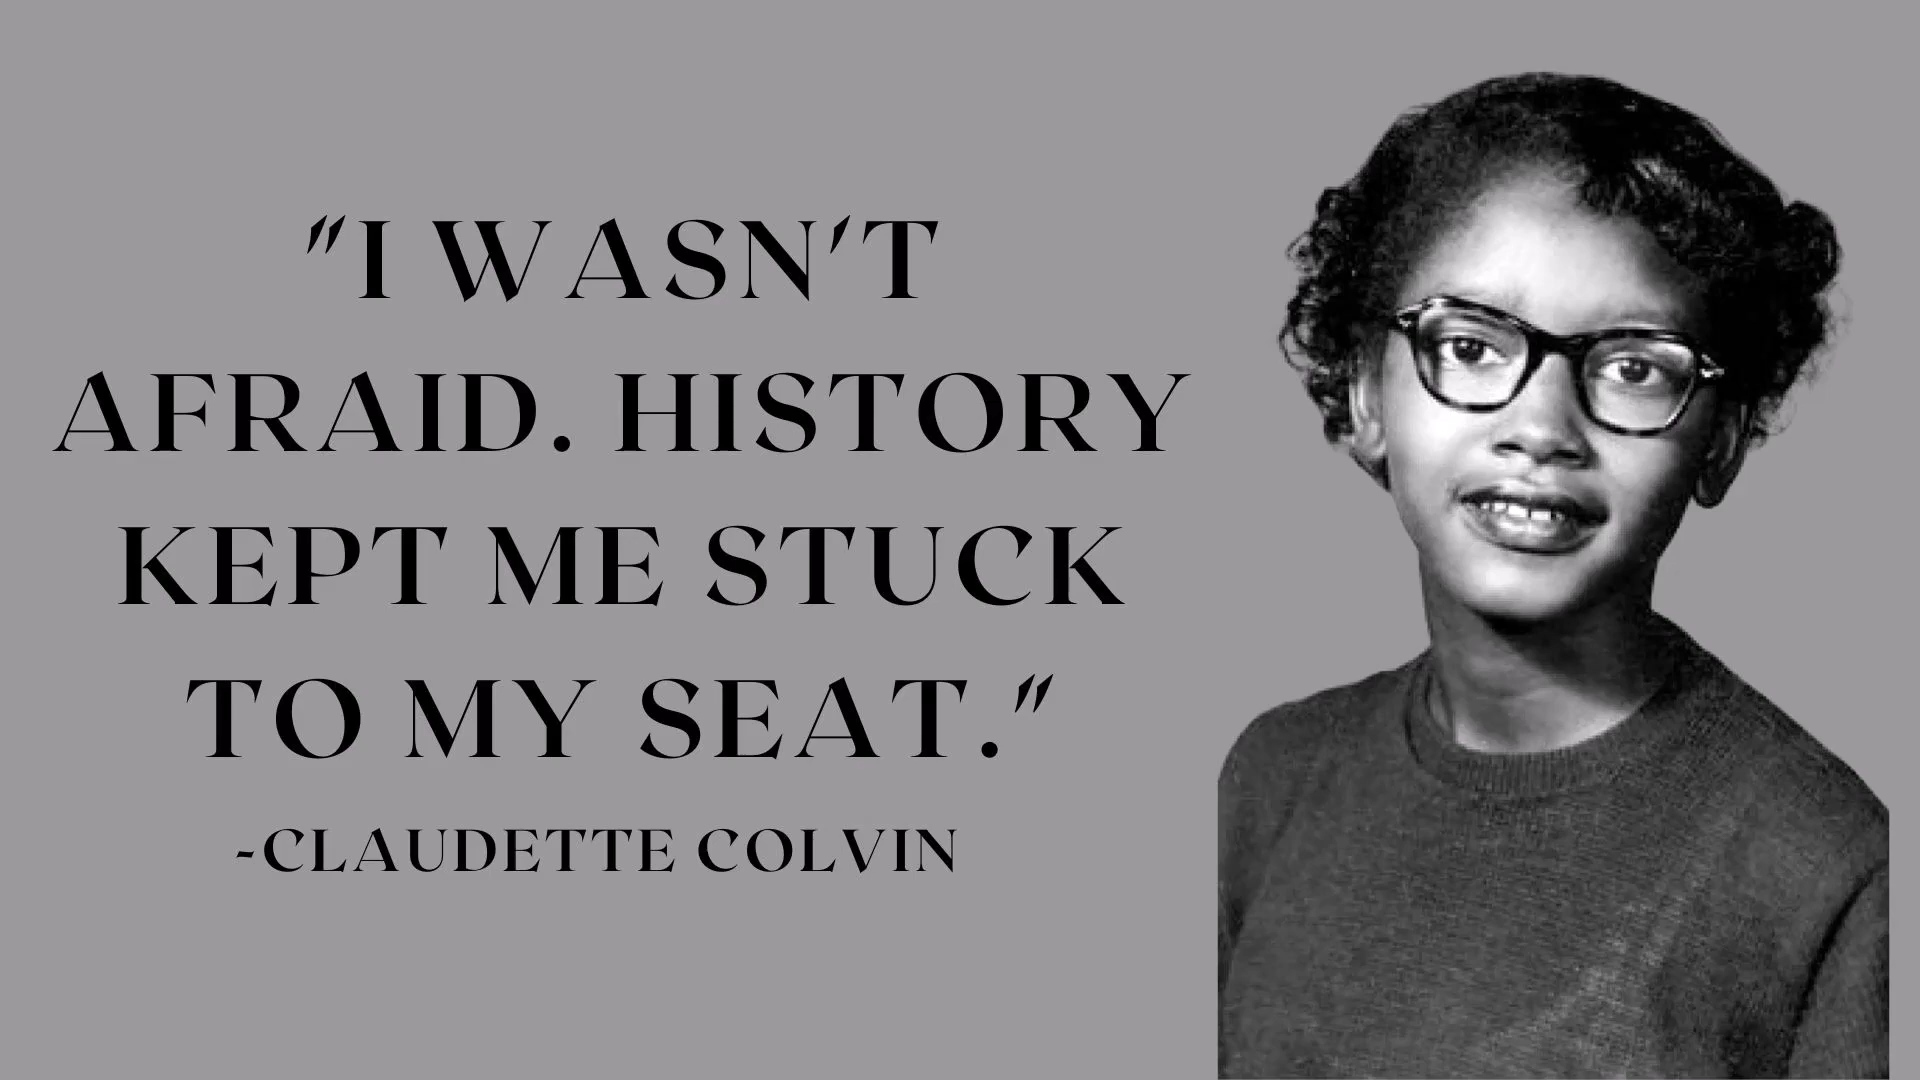 "I WASN'T
AFRAID. HISTORY
KEPT ME STUCK
TO MY SEAT."
-CLAUDETTE COLVIN